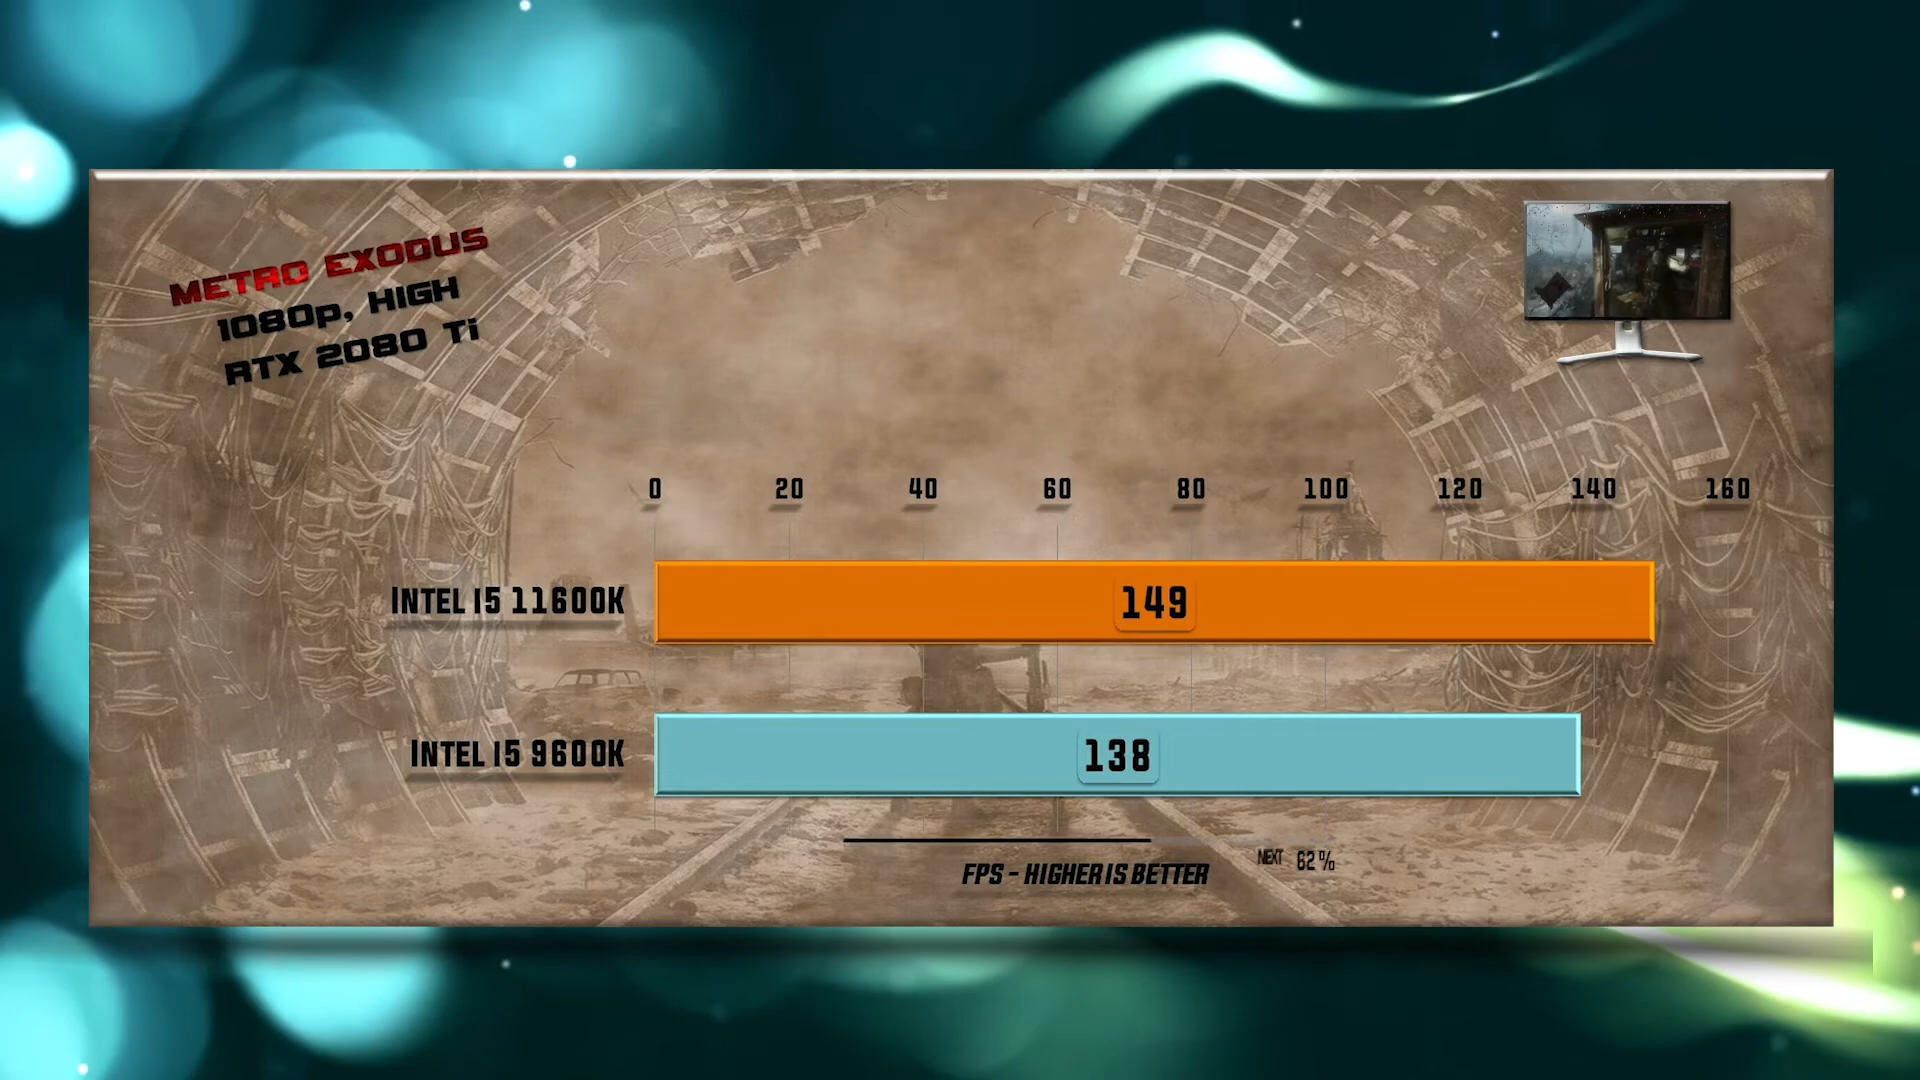 METRO EXODUS
1080p, HIGH
RTX 2080 Ti
0 20 40 60 80 100 120 140 160
INTEL I5 11600K 149
INTEL I5 9600K 138
NEXT 62%
FPS - HIGHER IS BETTER